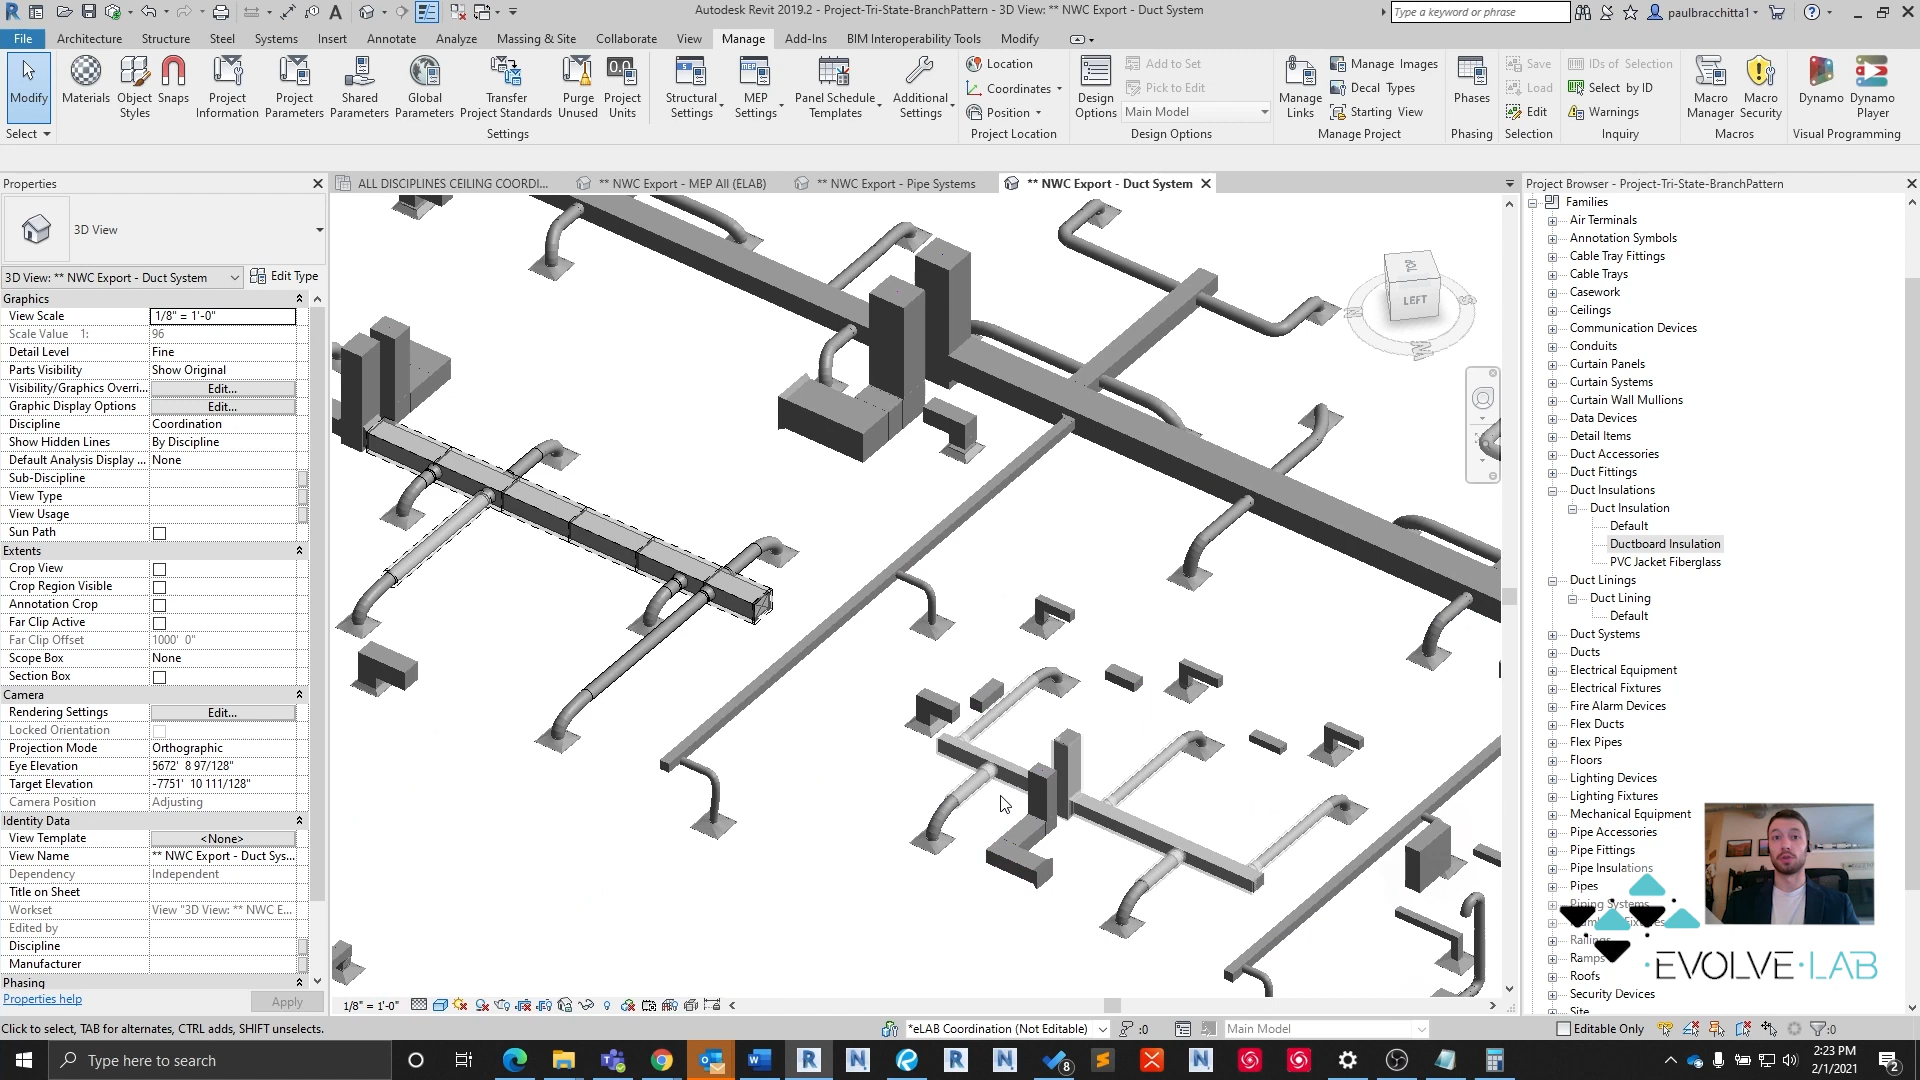 Autodesk Revit 2019.2 - Project-Tri-State-BranchPattern - 3D View: ** NWC Export - Duct System
Type a keyword or phrase
paulbracchitta1
File Architecture Structure Steel Systems Insert Annotate Analyze Massing & Site Collaborate View Manage Add-Ins BIM Interoperability Tools Modify
Modify
Materials
Object Styles
Snaps
Project Information
Project Parameters
Shared Parameters
Global Parameters
Transfer Project Standards
Purge Unused
Project Units
Structural Settings
MEP Settings
Panel Schedule Templates
Additional Settings
Location
Coordinates
Position
Design Options
Add to Set
Pick to Edit
Main Model
Manage Links
Manage Images
Decal Types
Starting View
Phases
Save
Load
Edit
IDs of Selection
Select by ID
Warnings
Macro Manager
Macro Security
Dynamo
Dynamo Player
Select
Settings
Project Location
Design Options
Manage Project
Phasing
Selection
Inquiry
Macros
Visual Programming
Properties
3D View
3D View: ** NWC Export - Duct System
Edit Type
Graphics
View Scale 1/8" = 1'-0"
Scale Value 1: 96
Detail Level Fine
Parts Visibility Show Original
Visibility/Graphics Overri... Edit...
Graphic Display Options Edit...
Discipline Coordination
Show Hidden Lines By Discipline
Default Analysis Display ... None
Sub-Discipline
View Type
View Usage
Sun Path
Extents
Crop View
Crop Region Visible
Annotation Crop
Far Clip Active
Far Clip Offset 1000' 0"
Scope Box None
Section Box
Camera
Rendering Settings Edit...
Locked Orientation
Projection Mode Orthographic
Eye Elevation 5672' 8 97/128"
Target Elevation -7751' 10 111/128"
Camera Position Adjusting
Identity Data
View Template <None>
View Name ** NWC Export - Duct Sys...
Dependency Independent
Title on Sheet
Workset View "3D View: ** NWC E...
Edited by
Discipline
Manufacturer
Phasing
Properties help
Apply
ALL DISCIPLINES CEILING COORDI...
** NWC Export - MEP All (ELAB)
** NWC Export - Pipe Systems
** NWC Export - Duct System
TOP
LEFT
1/8" = 1'-0"
Project Browser - Project-Tri-State-BranchPattern
Families
Air Terminals
Annotation Symbols
Cable Tray Fittings
Cable Trays
Casework
Ceilings
Communication Devices
Conduits
Curtain Panels
Curtain Systems
Curtain Wall Mullions
Data Devices
Detail Items
Duct Accessories
Duct Fittings
Duct Insulations
Duct Insulation
Default
Ductboard Insulation
PVC Jacket Fiberglass
Duct Linings
Duct Lining
Default
Duct Systems
Ducts
Electrical Equipment
Electrical Fixtures
Fire Alarm Devices
Flex Ducts
Flex Pipes
Floors
Lighting Devices
Lighting Fixtures
Mechanical Equipment
Pipe Accessories
Pipe Fittings
Pipe Insulations
Pipes
Piping Systems
Railings
Ramps
Roofs
Security Devices
Site
EVOLVE LAB
Click to select, TAB for alternates, CTRL adds, SHIFT unselects.
*eLAB Coordination (Not Editable)
:0
Main Model
Editable Only
:0
Type here to search
8
2:23 PM
2/1/2021
2